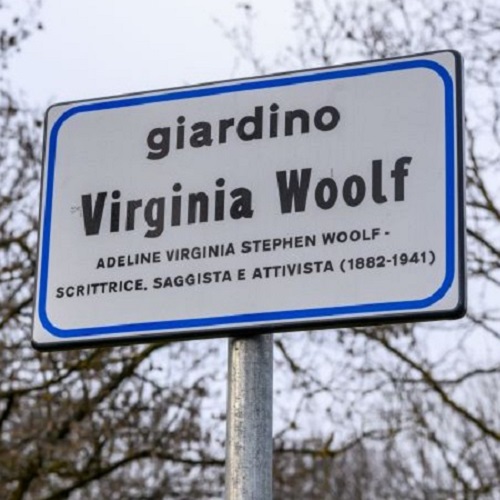 giardino
Virginia Woolf
ADELINE VIRGINIA STEPHEN WOOLF -
SCRITTRICE, SAGGISTA E ATTIVISTA (1882-1941)